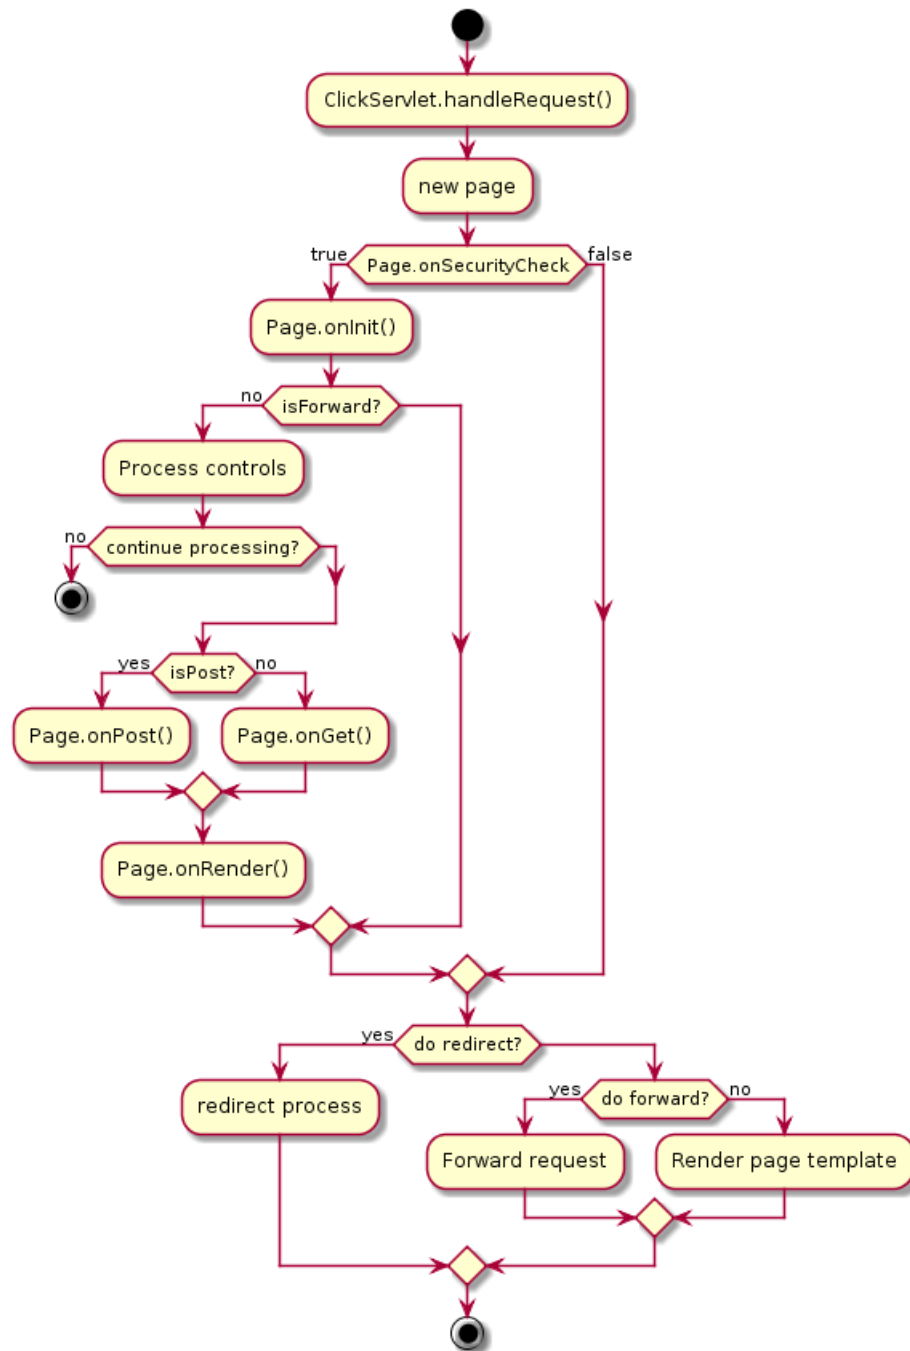 ClickServlet.handleRequest()
new page
true
Page.onSecurityCheck
false
Page.onInit()
no
isForward?
Process controls
no
continue processing?
yes
isPost?
no
Page.onPost()
Page.onGet()
Page.onRender()
yes
do redirect?
redirect process
yes
do forward?
no
Forward request
Render page template